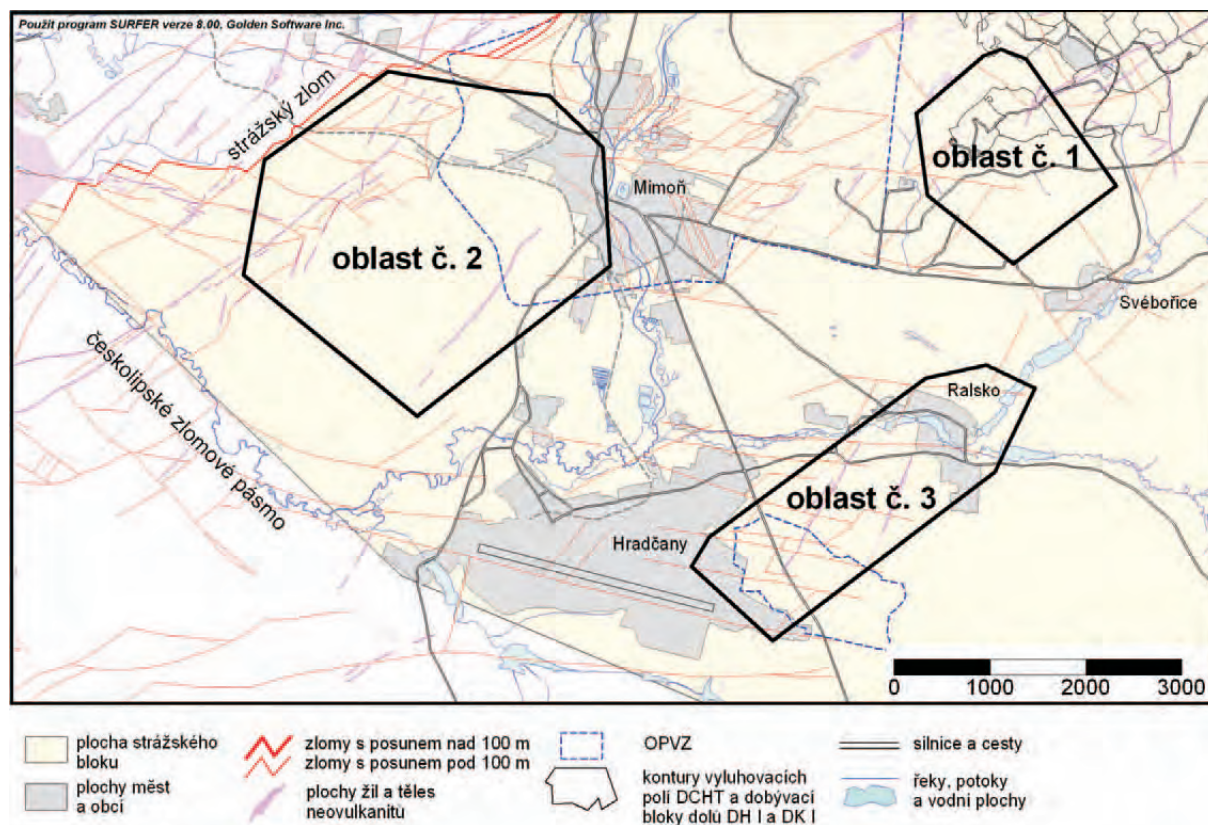 Použit program SURFER verze 8.00, Golden Software Inc.
strážský zlom
oblast č. 1
Mimoň
oblast č. 2
Svébořice
českolipské zlomové pásmo
Ralsko
oblast č. 3
Hradčany
0 1000 2000 3000
plocha strážského
bloku
plochy měst
a obcí
zlomy s posunem nad 100 m
zlomy s posunem pod 100 m
plochy žil a těles
neovulkanitů
OPVZ
kontury vyluhovacích
polí DCHT a dobývací
bloky dolů DH I a DK I
silnice a cesty
řeky, potoky
a vodní plochy